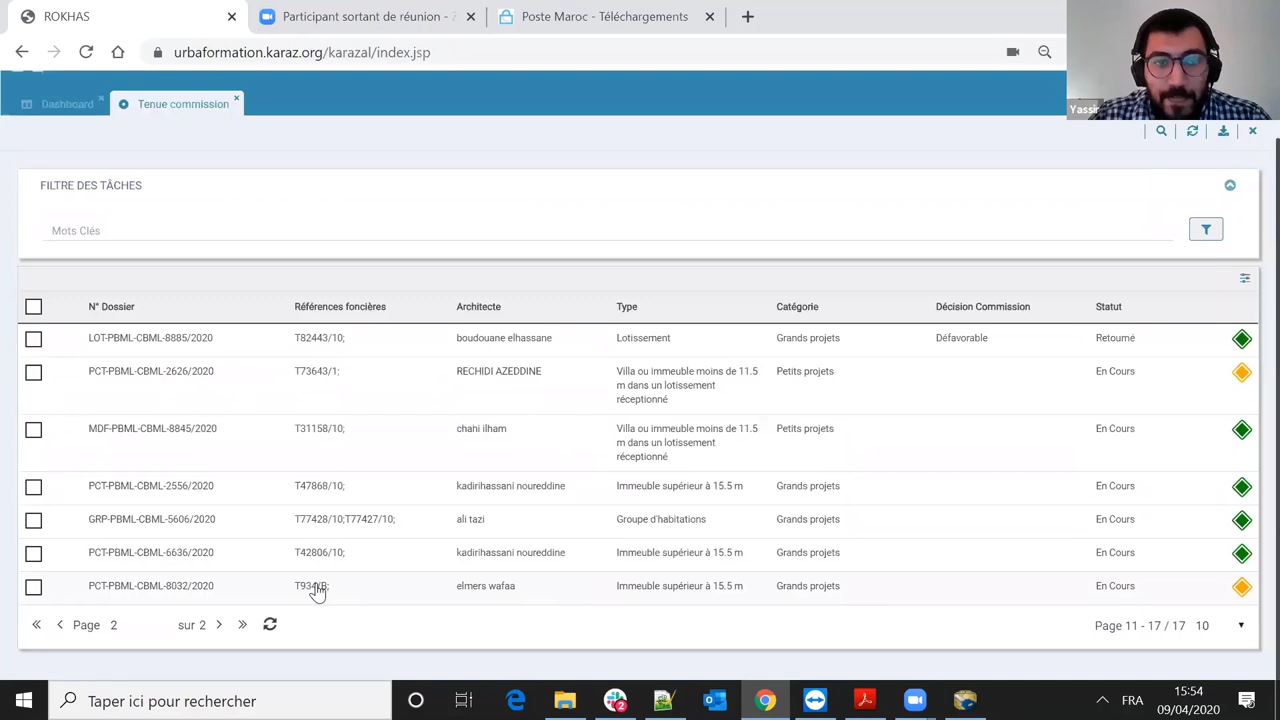 ROKHAS × Participant sortant de réunion - × Poste Maroc - Téléchargements × +
urbaformation.karaz.org/karazal/index.jsp
Yassir
Dashboard × Tenue commission ×
FILTRE DES TÂCHES
Mots Clés
N° Dossier Références foncières Architecte Type Catégorie Décision Commission Statut
LOT-PBML-CBML-8885/2020 T82443/10; boudouane elhassane Lotissement Grands projets Défavorable Retourné
PCT-PBML-CBML-2626/2020 T73643/1; RECHIDI AZEDDINE Villa ou immeuble moins de 11.5 Petits projets En Cours
m dans un lotissement
réceptionné
MDF-PBML-CBML-8845/2020 T31158/10; chahi ilham Villa ou immeuble moins de 11.5 Petits projets En Cours
m dans un lotissement
réceptionné
PCT-PBML-CBML-2556/2020 T47868/10; kadirihassani noureddine Immeuble supérieur à 15.5 m Grands projets En Cours
GRP-PBML-CBML-5606/2020 T77428/10;T77427/10; ali tazi Groupe d'habitations Grands projets En Cours
PCT-PBML-CBML-6636/2020 T42806/10; kadirihassani noureddine Immeuble supérieur à 15.5 m Grands projets En Cours
PCT-PBML-CBML-8032/2020 elmers wafaa Immeuble supérieur à 15.5 m Grands projets En Cours
« < Page 2 sur 2 > » Page 11 - 17 / 17 10
Taper ici pour rechercher 2 FRA 15:54
09/04/2020